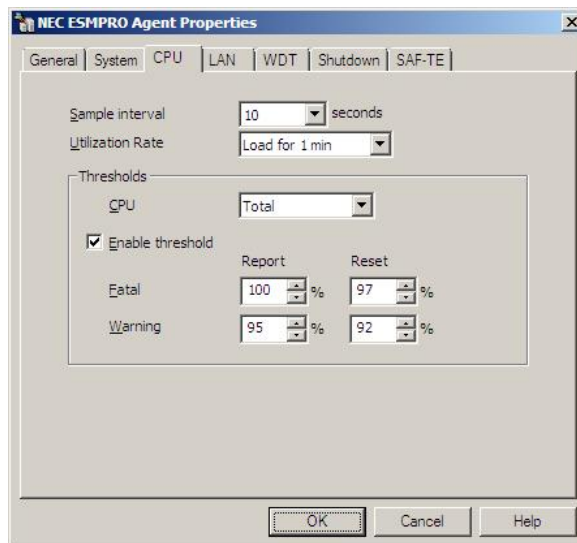 NEC ESMPRO Agent Properties
General System CPU LAN WDT Shutdown SAF-TE
Sample interval 10 seconds
Utilization Rate Load for 1 min
Thresholds
CPU Total
Enable threshold
Report Reset
Fatal 100 % 97 %
Warning 95 % 92 %
OK Cancel Help